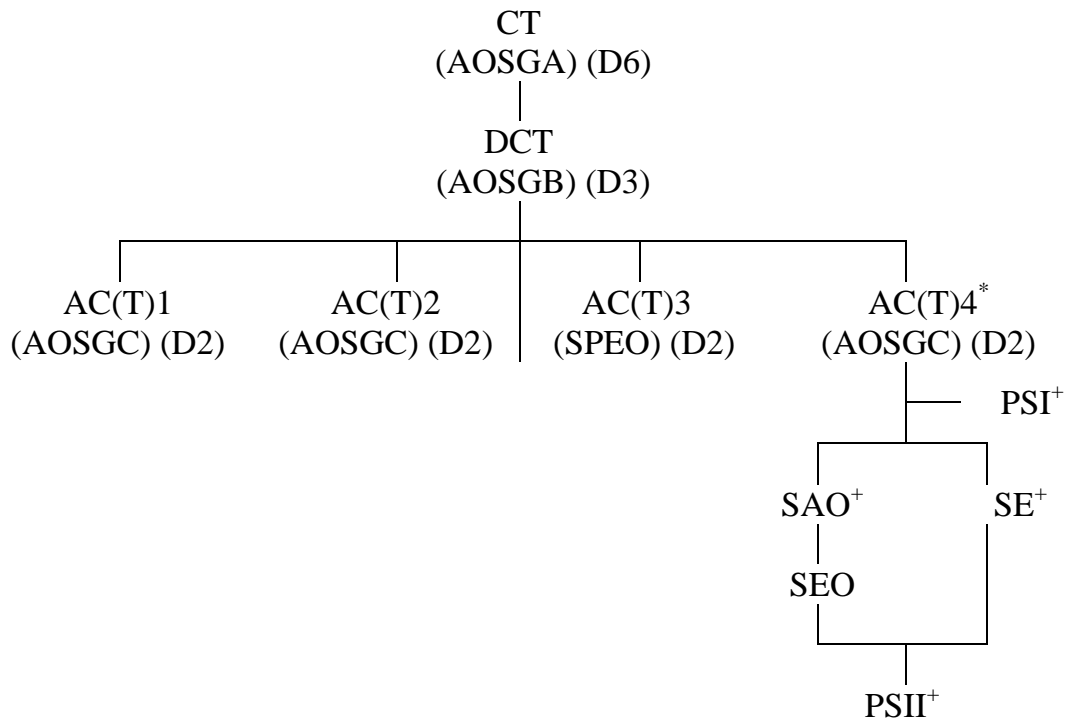 CT
(AOSGA) (D6)
DCT
(AOSGB) (D3)
AC(T)1
(AOSGC) (D2)
AC(T)2
(AOSGC) (D2)
AC(T)3
(SPEO) (D2)
AC(T)4*
(AOSGC) (D2)
PSI+
SAO+
SE+
SEO
PSII+